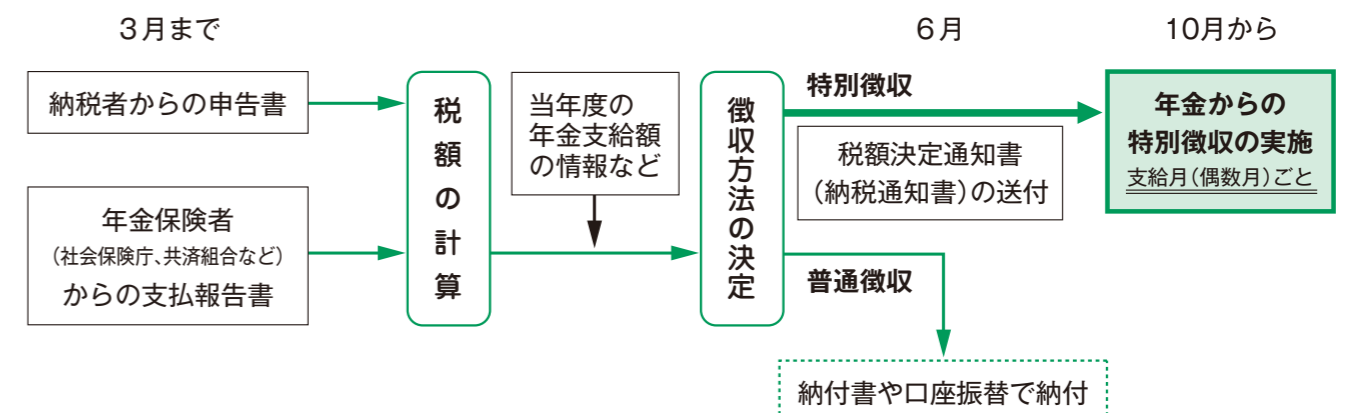 3月まで
6月
10月から
納税者からの申告書
年金保険者
(社会保険庁、共済組合など)
からの支払報告書
税額の計算
当年度の
年金支給額
の情報など
徴収方法の決定
特別徴収
税額決定通知書
(納税通知書)の送付
普通徴収
年金からの
特別徴収の実施
支給月(偶数月)ごと
納付書や口座振替で納付